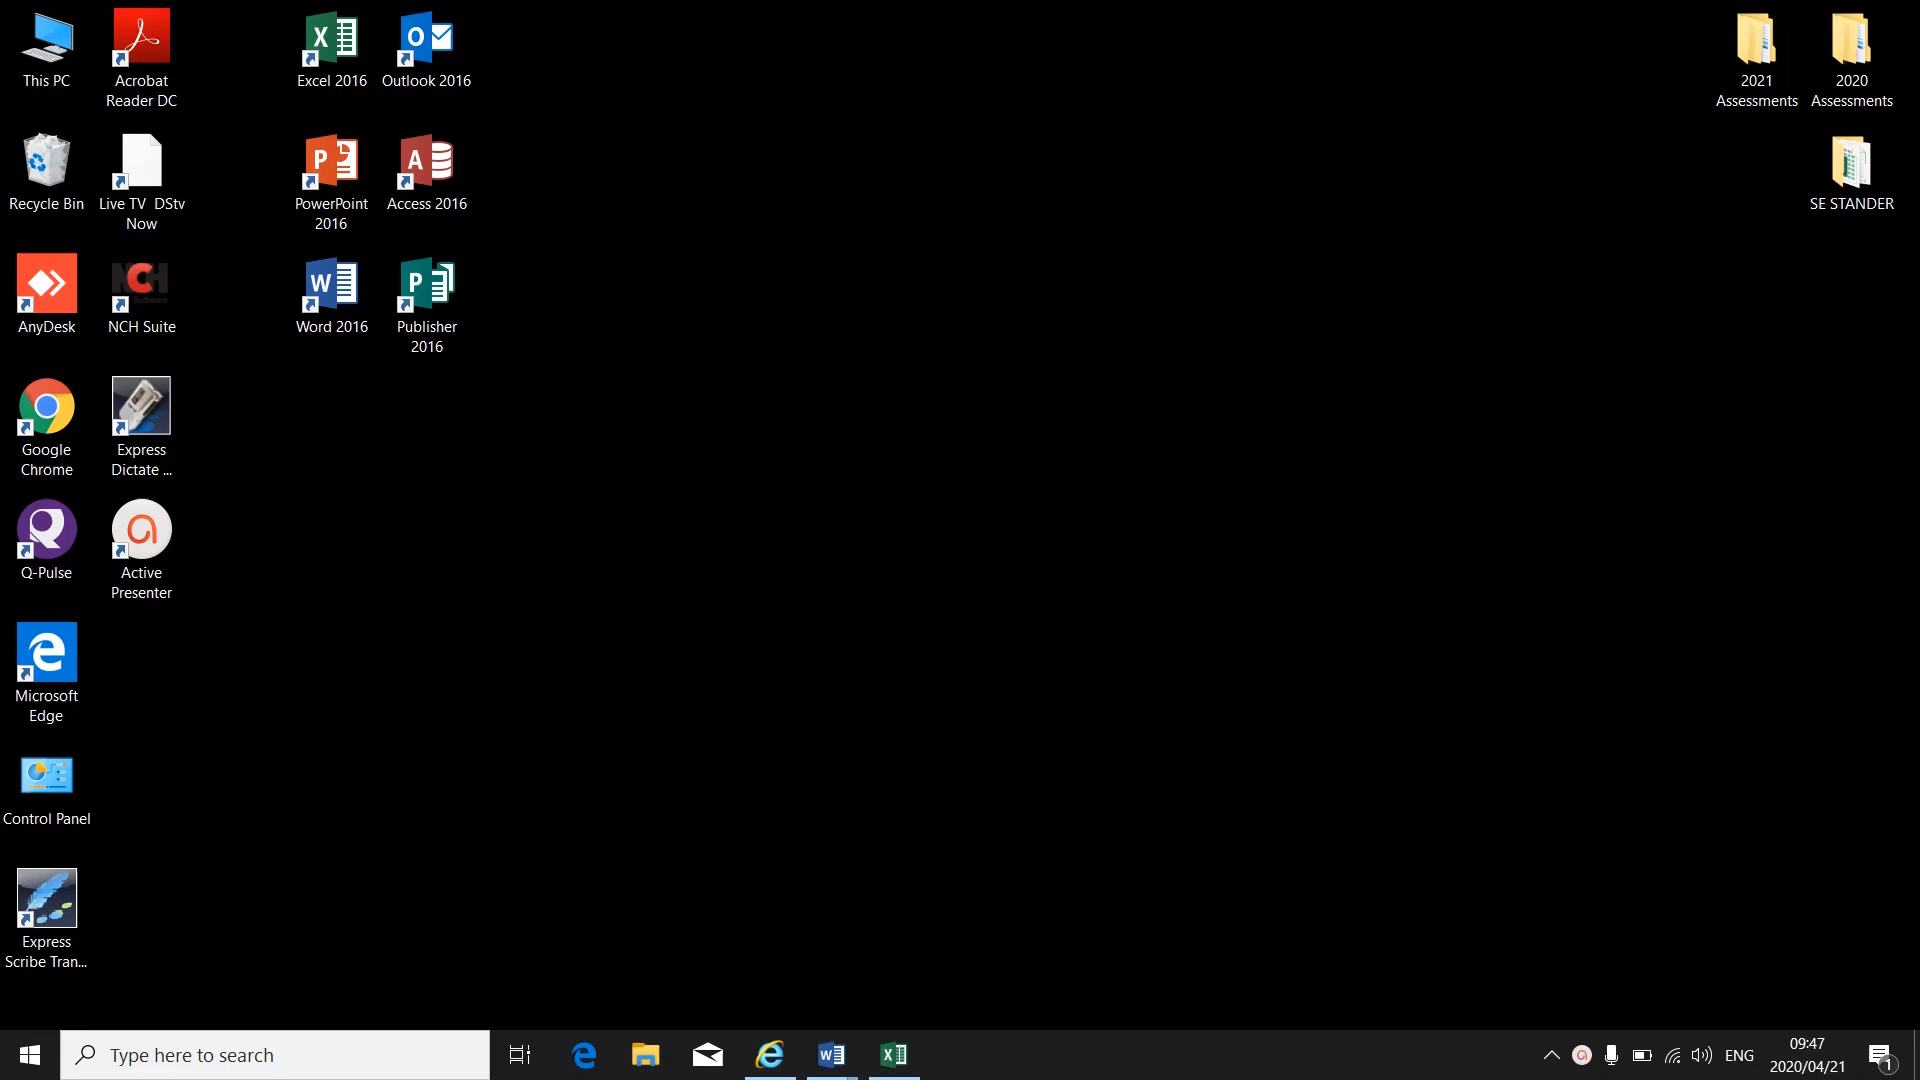 This PC
Acrobat
Reader DC
Excel 2016
Outlook 2016
2021
Assessments
2020
Assessments
Recycle Bin
Live TV  DStv
Now
PowerPoint
2016
Access 2016
SE STANDER
AnyDesk
NCH
NCH Suite
Word 2016
Publisher
2016
Google
Chrome
Express
Dictate ...
Q-Pulse
Active
Presenter
Microsoft
Edge
Control Panel
Express
Scribe Tran...
Type here to search
ENG
09:47
2020/04/21
1